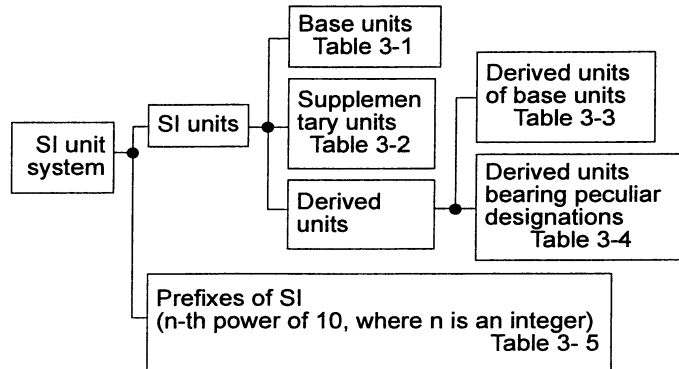 SI unit
system
SI units
Base units
Table 3-1
Supplemen
tary units
Table 3-2
Derived
units
Derived units
of base units
Table 3-3
Derived units
bearing peculiar
designations
Table 3-4
Prefixes of SI
(n-th power of 10, where n is an integer)
Table 3- 5